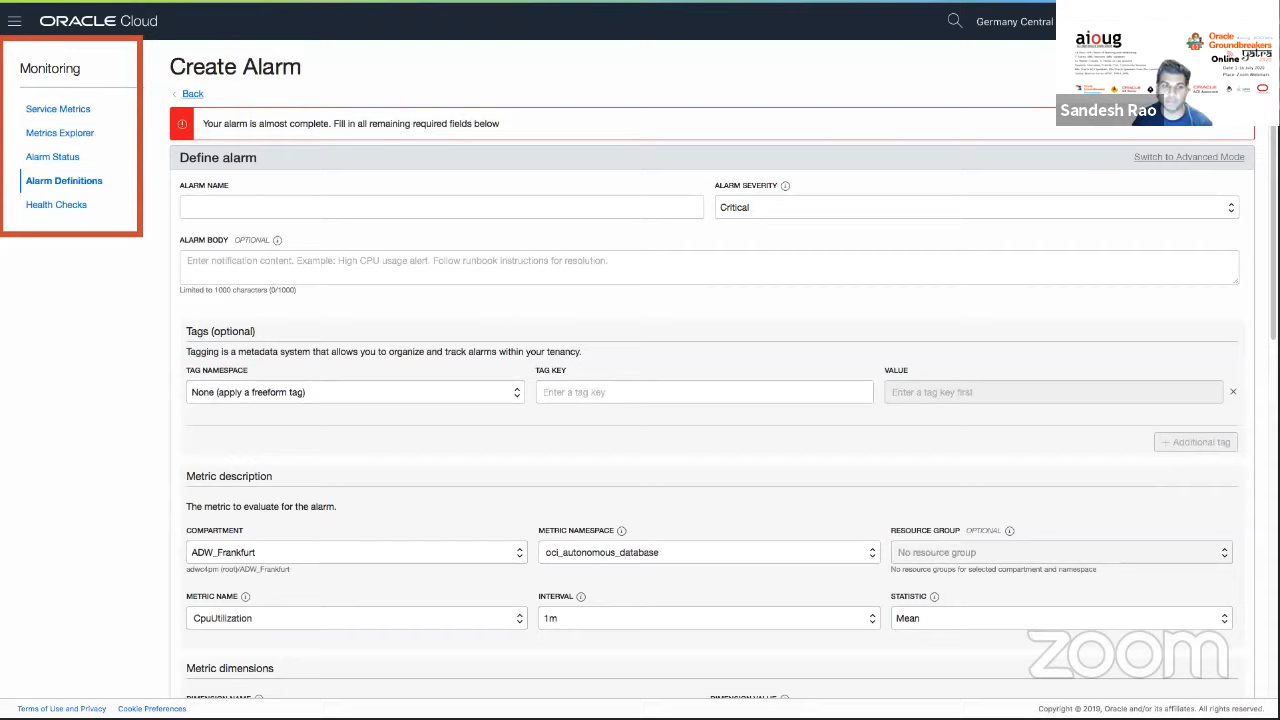 ORACLE Cloud
Germany Central
aioug
Oracle
Groundbreakers
Online yatra
Sandesh Rao
Monitoring
Service Metrics
Metrics Explorer
Alarm Status
Alarm Definitions
Health Checks
Create Alarm
Back
Your alarm is almost complete. Fill in all remaining required fields below
Define alarm
Switch to Advanced Mode
ALARM NAME
ALARM SEVERITY
Critical
ALARM BODY OPTIONAL
Enter notification content. Example: High CPU usage alert. Follow runbook instructions for resolution.
Limited to 1000 characters (0/1000)
Tags (optional)
Tagging is a metadata system that allows you to organize and track alarms within your tenancy.
TAG NAMESPACE
TAG KEY
VALUE
None (apply a freeform tag)
Enter a tag key
Enter a tag key first
+ Additional tag
Metric description
The metric to evaluate for the alarm.
COMPARTMENT
METRIC NAMESPACE
RESOURCE GROUP OPTIONAL
ADW_Frankfurt
oci_autonomous_database
No resource group
adwc4pm (root)/ADW_Frankfurt
No resource groups for selected compartment and namespace
METRIC NAME
INTERVAL
STATISTIC
CpuUtilization
1m
Mean
zoom
Metric dimensions
DIMENSION NAME
DIMENSION VALUE
Terms of Use and Privacy
Cookie Preferences
Copyright © 2019, Oracle and/or its affiliates. All rights reserved.